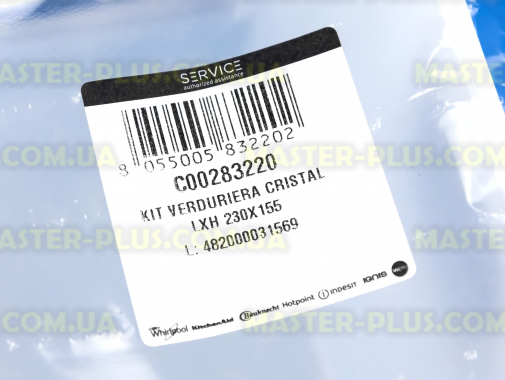 SERVICE
authorized assistance
8 055005 832202
C00283220
KIT VERDURIERA CRISTAL
LXH 230X155
L: 482000031569
Whirlpool KitchenAid Bauknecht Hotpoint indesit IGNIS
MASTER-PLUS.COM.UA